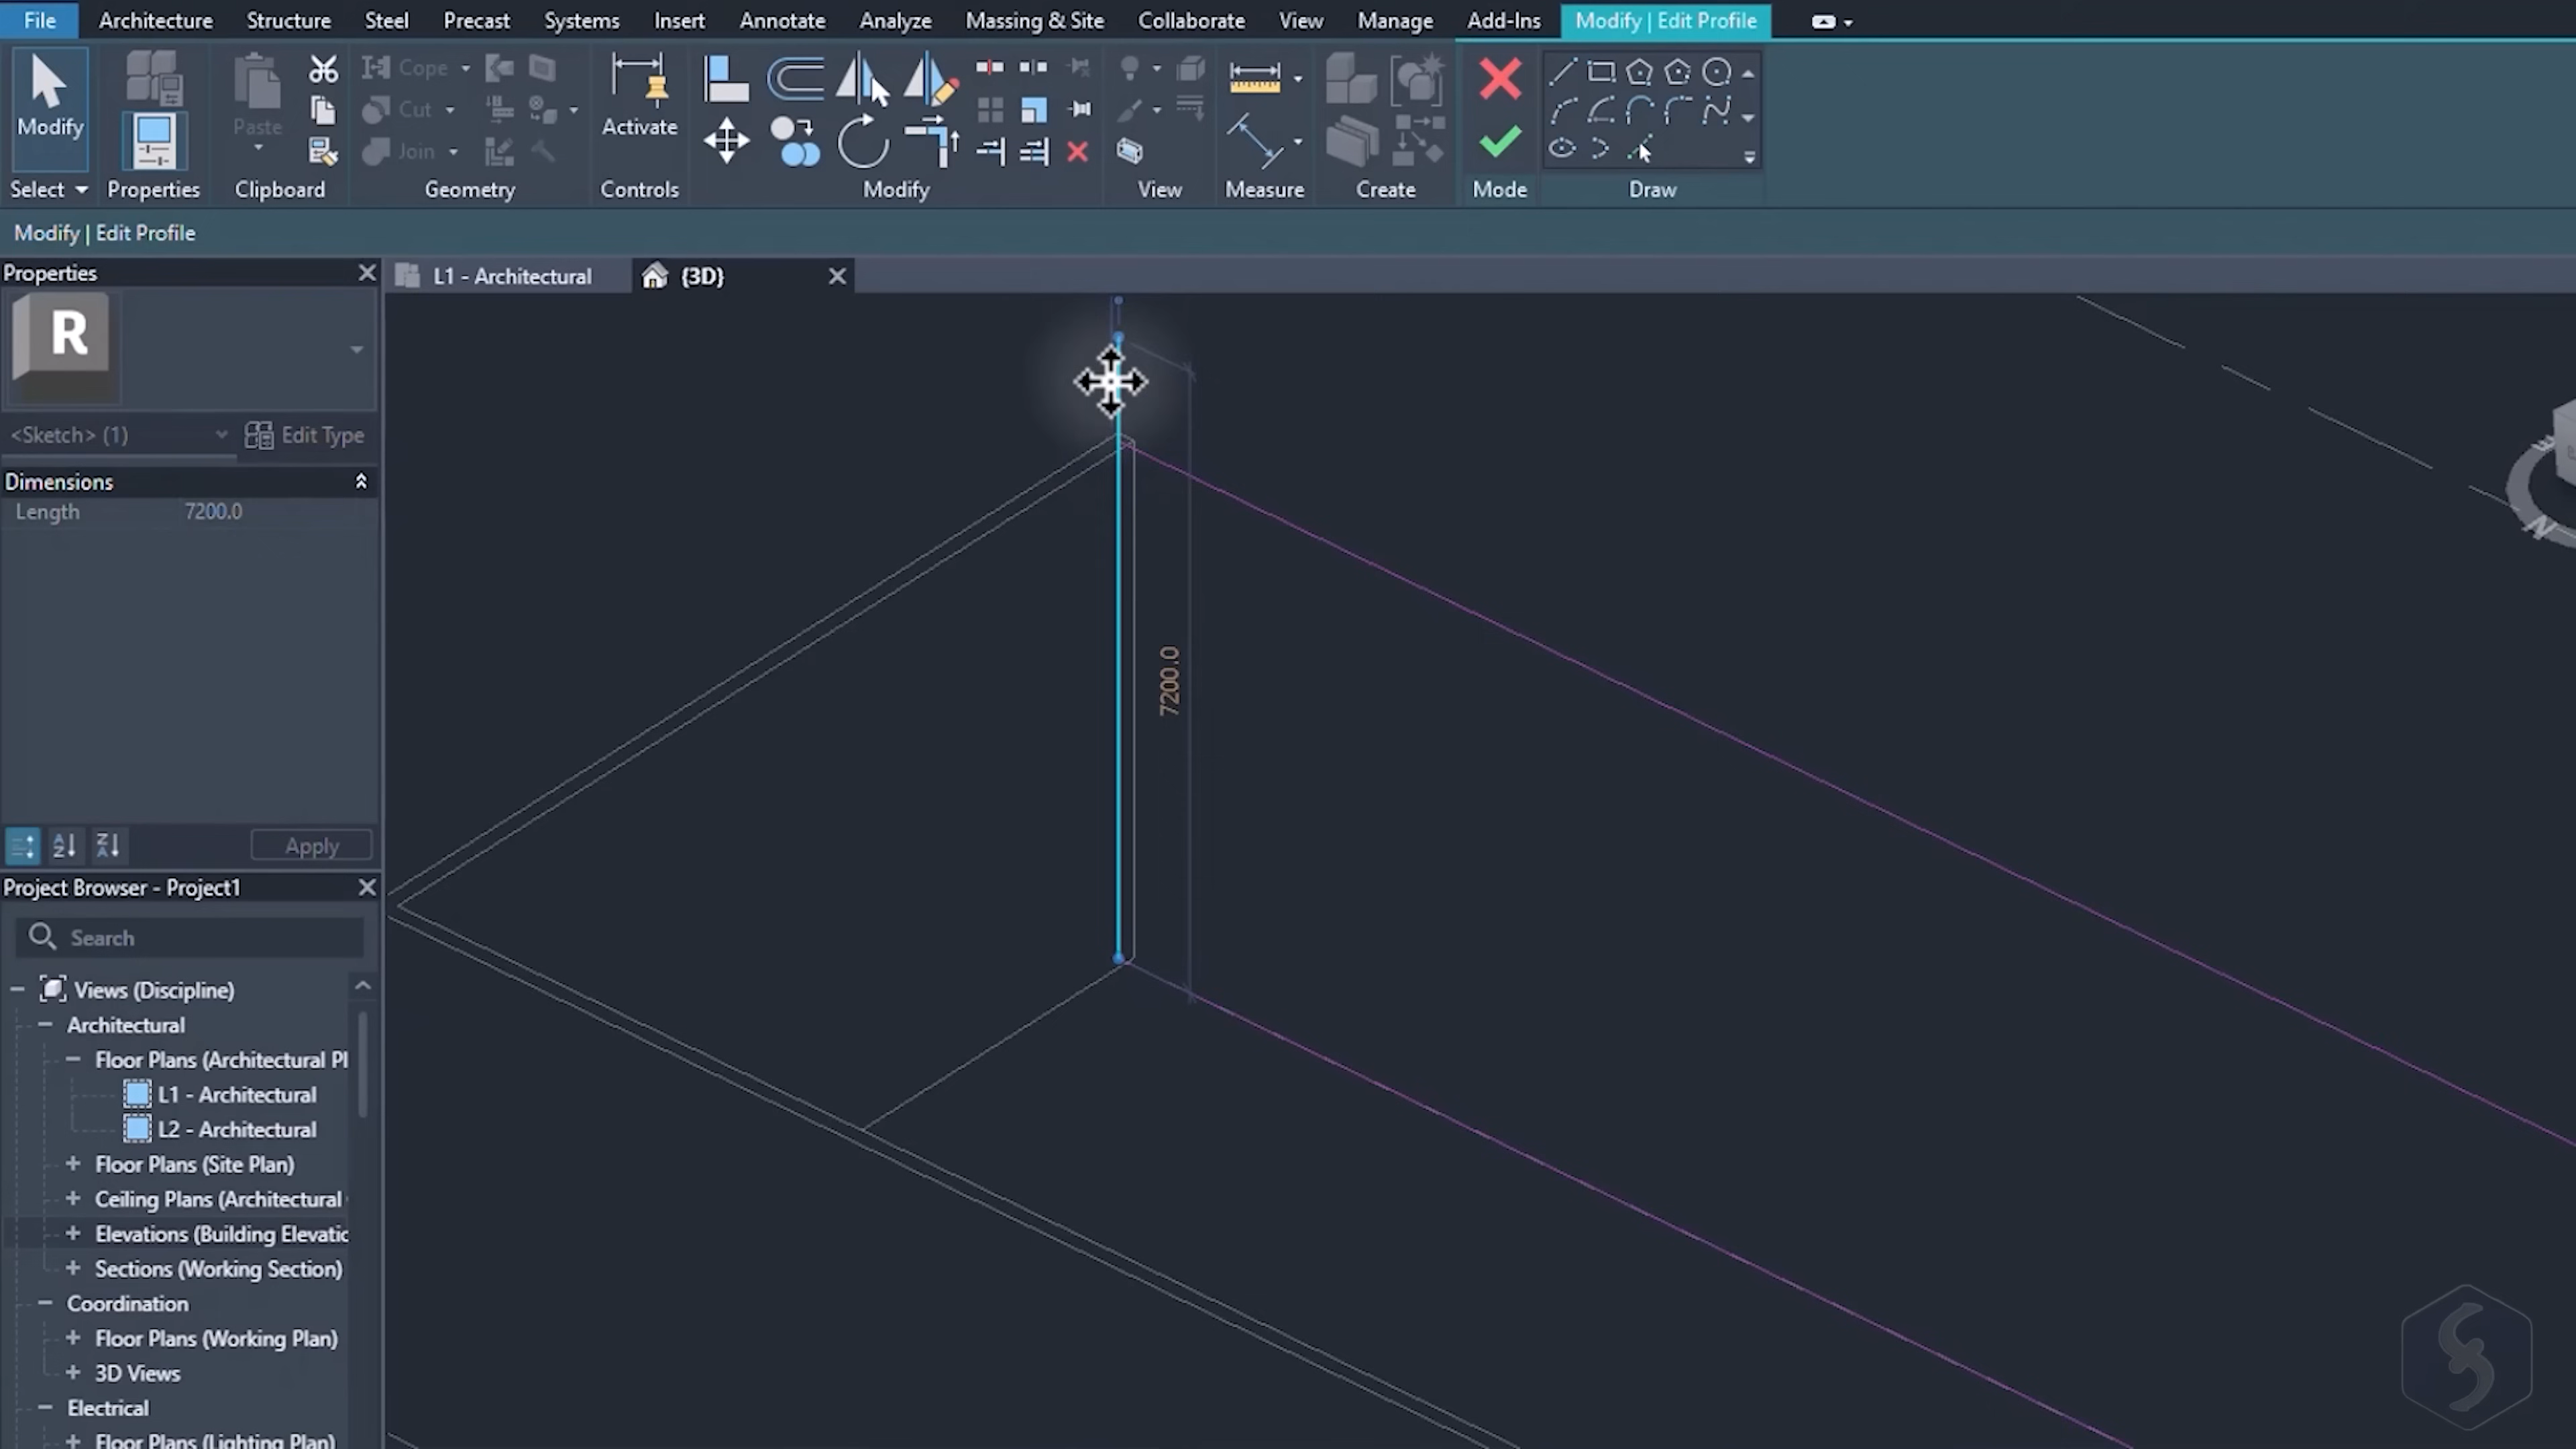 File Architecture Structure Steel Precast Systems Insert Annotate Analyze Massing & Site Collaborate View Manage Add-Ins Modify | Edit Profile
Modify Paste Cope Cut Join Activate
Select Properties Clipboard Geometry Controls Modify View Measure Create Mode Draw
Modify | Edit Profile
Properties
L1 - Architectural {3D}
R
<Sketch> (1) Edit Type
Dimensions
Length 7200.0
7200.0
N
Apply
Project Browser - Project1
Search
Views (Discipline)
Architectural
Floor Plans (Architectural Pl
L1 - Architectural
L2 - Architectural
Floor Plans (Site Plan)
Ceiling Plans (Architectural
Elevations (Building Elevatic
Sections (Working Section)
Coordination
Floor Plans (Working Plan)
3D Views
Electrical
Floor Plans (Lighting Plan)